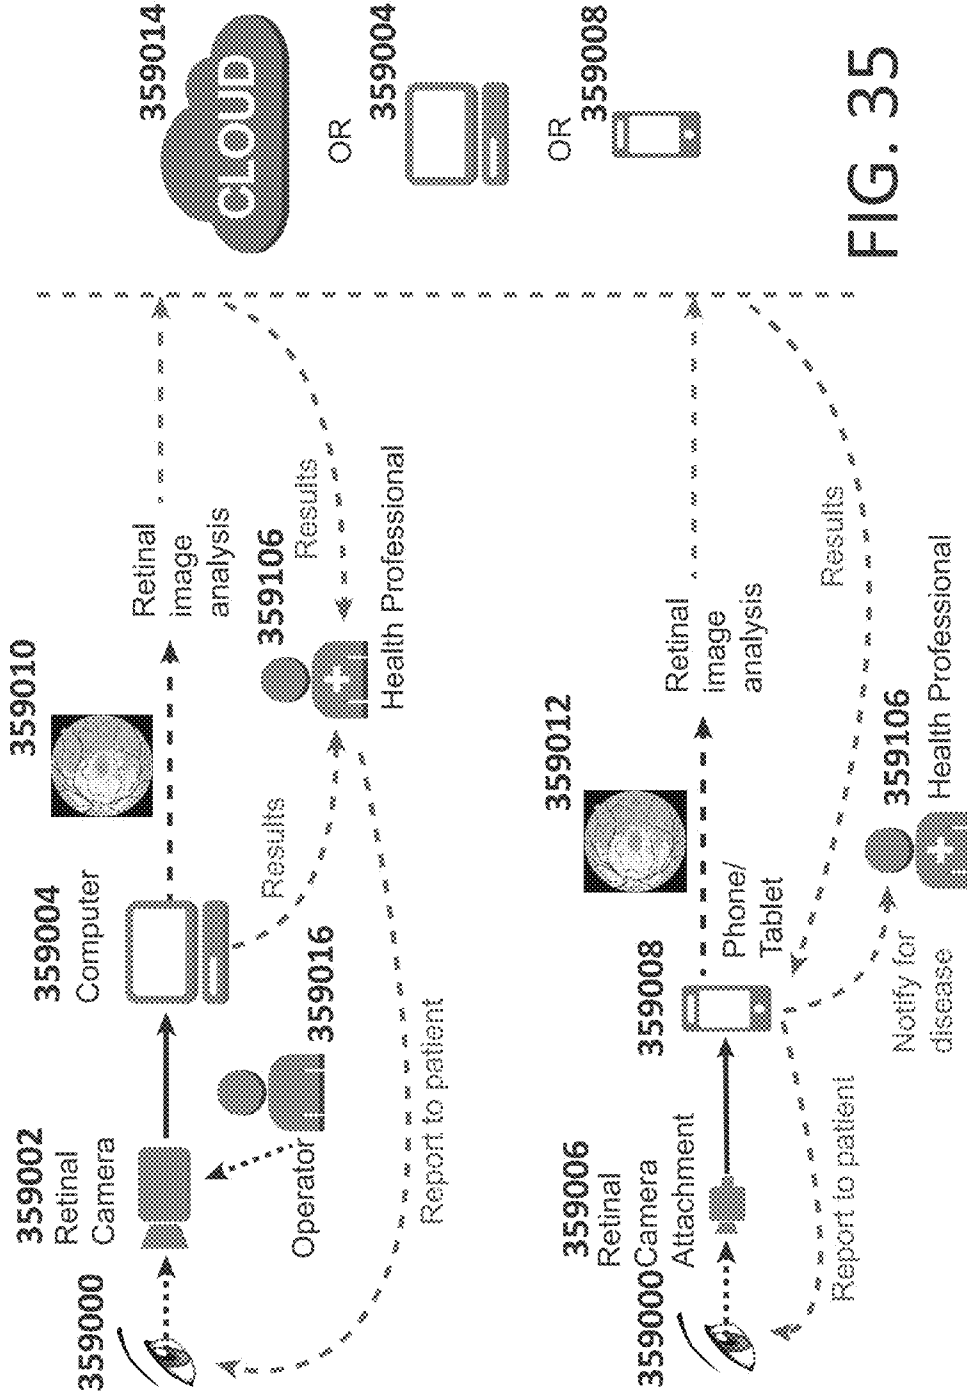 359000
359002
Retinal
Camera
Operator
359016
359004
Computer
359010
Retinal
image
analysis
Results
359106
Health Professional
Results
Report to patient
359014
CLOUD
OR
359004
OR
359008
359000
359006
Retinal
Camera
Attachment
359008
Phone/
Tablet
359012
Retinal
image
analysis
Results
Report to patient
Notify for
disease
359106
Health Professional
FIG. 35